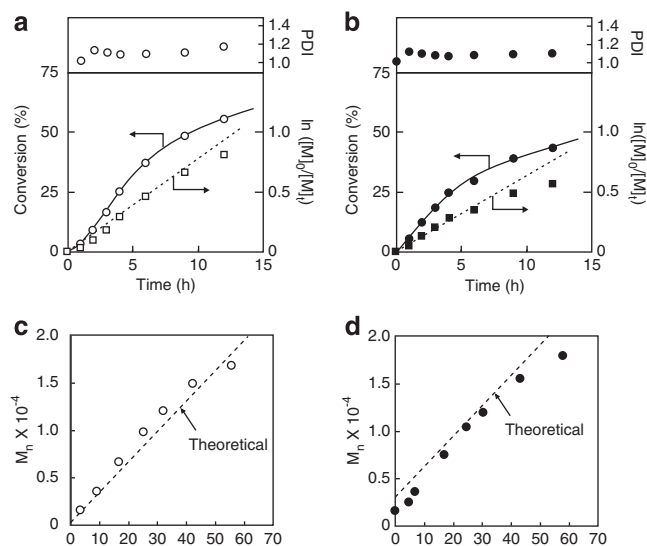 a
1.4
1.2
1.0
PDI
75
50
25
0
Conversion (%)
1.0
0.5
0
ln ([M]0/[M]t)
0 5 10 15
Time (h)
b
1.4
1.2
1.0
PDI
75
50
25
0
Conversion (%)
1.0
0.5
0
ln([M]0/[M]t)
0 5 10 15
Time (h)
c
2.0
1.5
1.0
0.5
0
Mn X 10-4
Theoretical
0 10 20 30 40 50 60 70
d
2.0
1.5
1.0
0.5
0
Mn X 10-4
Theoretical
0 10 20 30 40 50 60 70